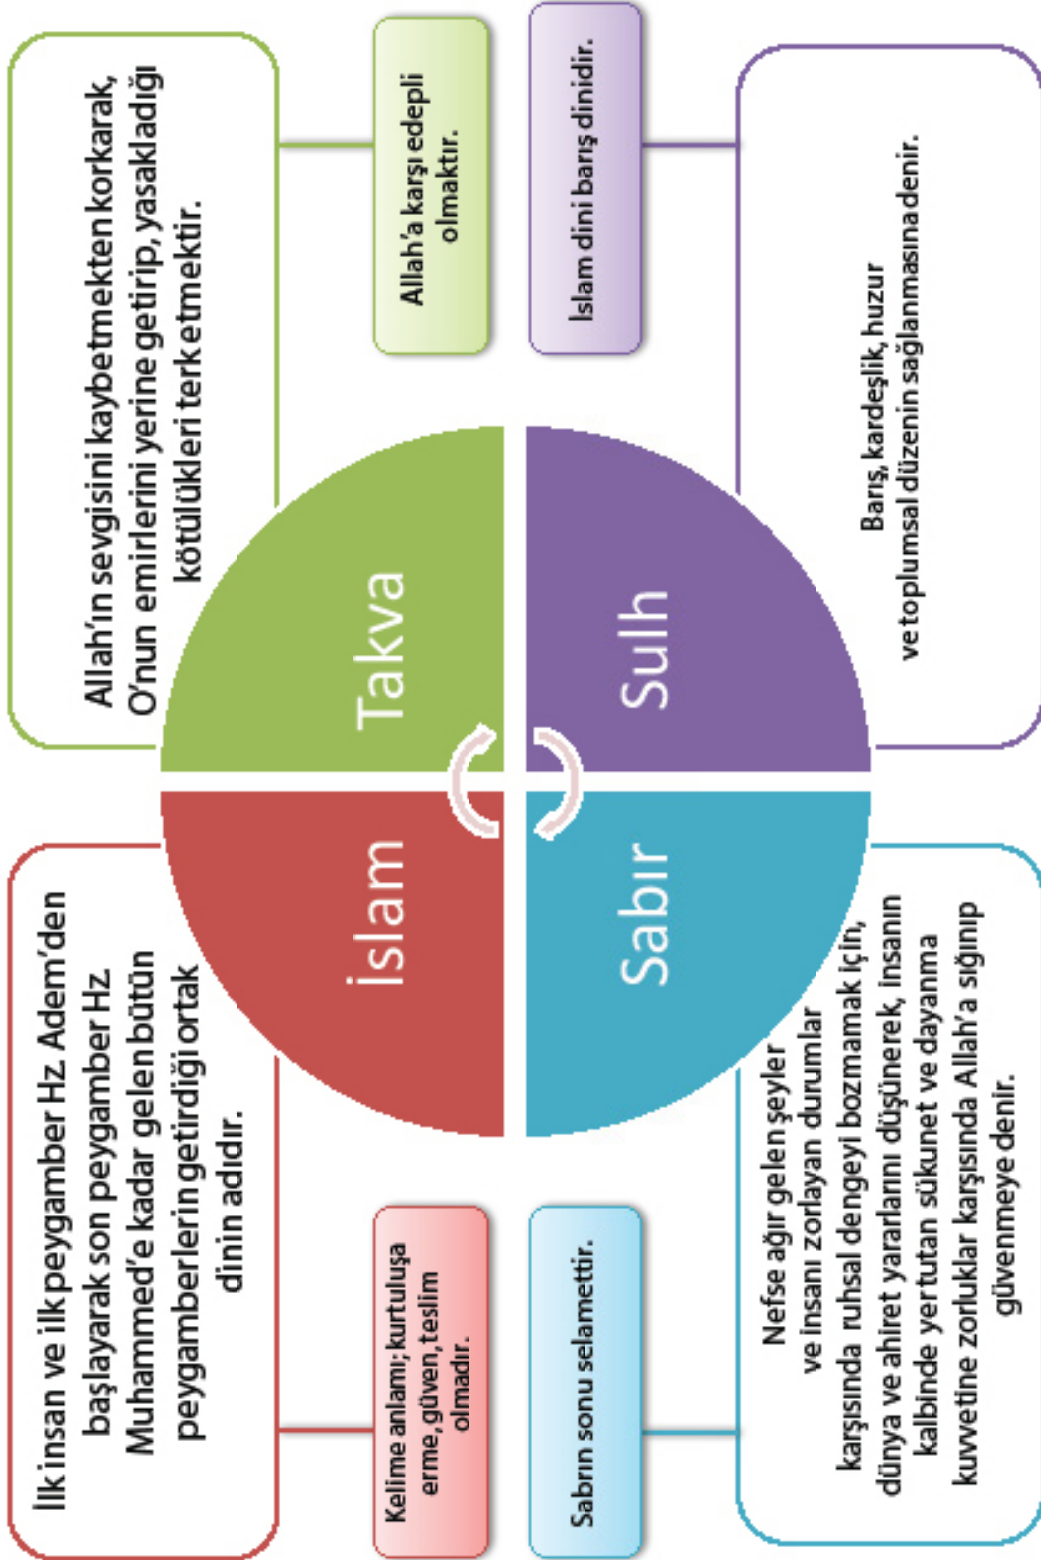 İlk insan ve ilk peygamber Hz. Adem'den
başlayarak son peygamber Hz.
Muhammed'e kadar gelen bütün
peygamberlerin getirdiği ortak
dinin adıdır.
Kelime anlamı; kurtuluşa
erme, güven, teslim
olmadır.
İslam
Allah'ın sevgisini kaybetmekten korkarak,
O'nun emirlerini yerine getirip, yasakladığı
kötülükleri terk etmektir.
Allah'a karşı edepli
olmaktır.
Takva
Sabrın sonu selamettir.
Nefse ağır gelen şeyler
ve insanı zorlayan durumlar
karşısında ruhsal dengeyi bozmamak için,
dünya ve ahiret yararlarını düşünerek, insanın
kalbinde yer tutan sükunet ve dayanma
kuvvetine zorluklar karşısında Allah'a sığınıp
güvenmeye denir.
Sabır
Islam dini barış dinidir.
Barış, kardeşlik, huzur
ve toplumsal düzenin sağlanmasına denir.
Sulh